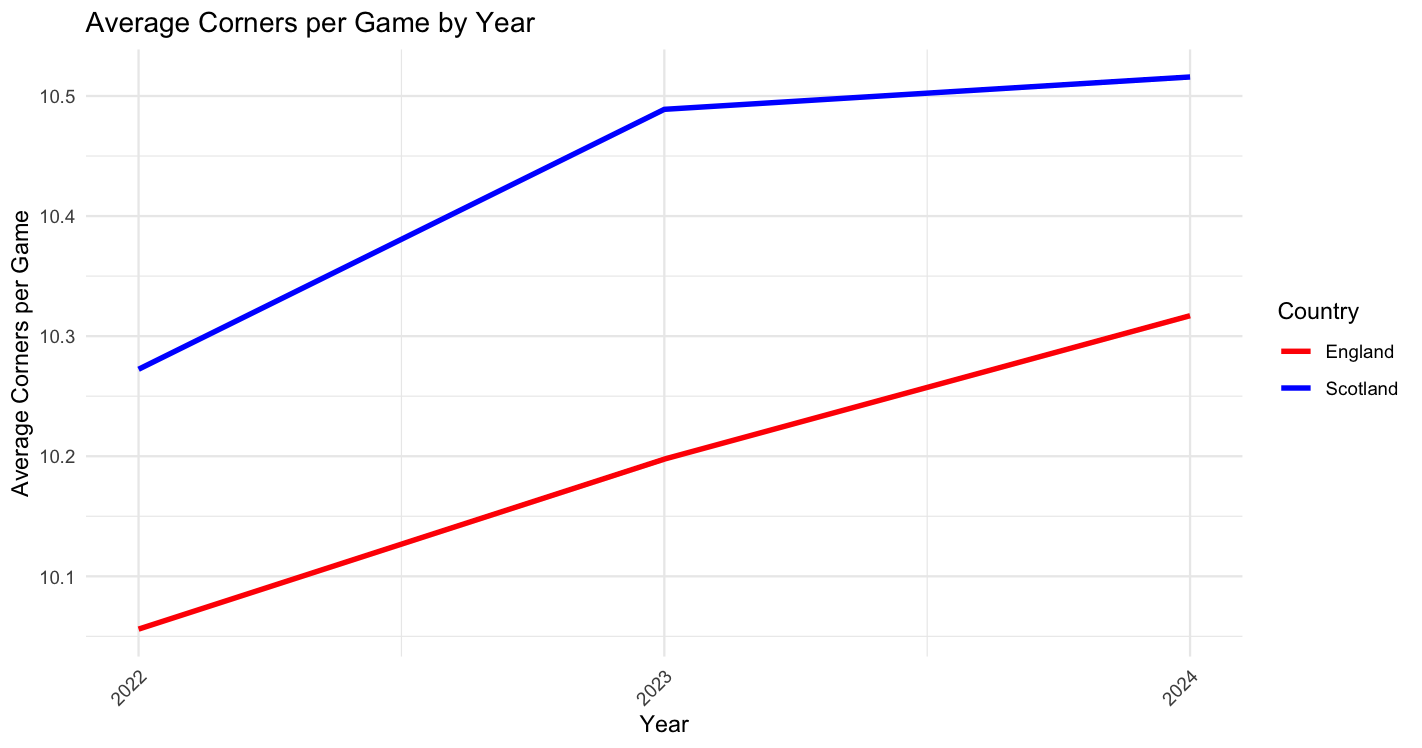 Average Corners per Game by Year
Average Corners per Game
10.5
10.4
10.3
10.2
10.1
2022
2023
2024
Year
Country
England
Scotland